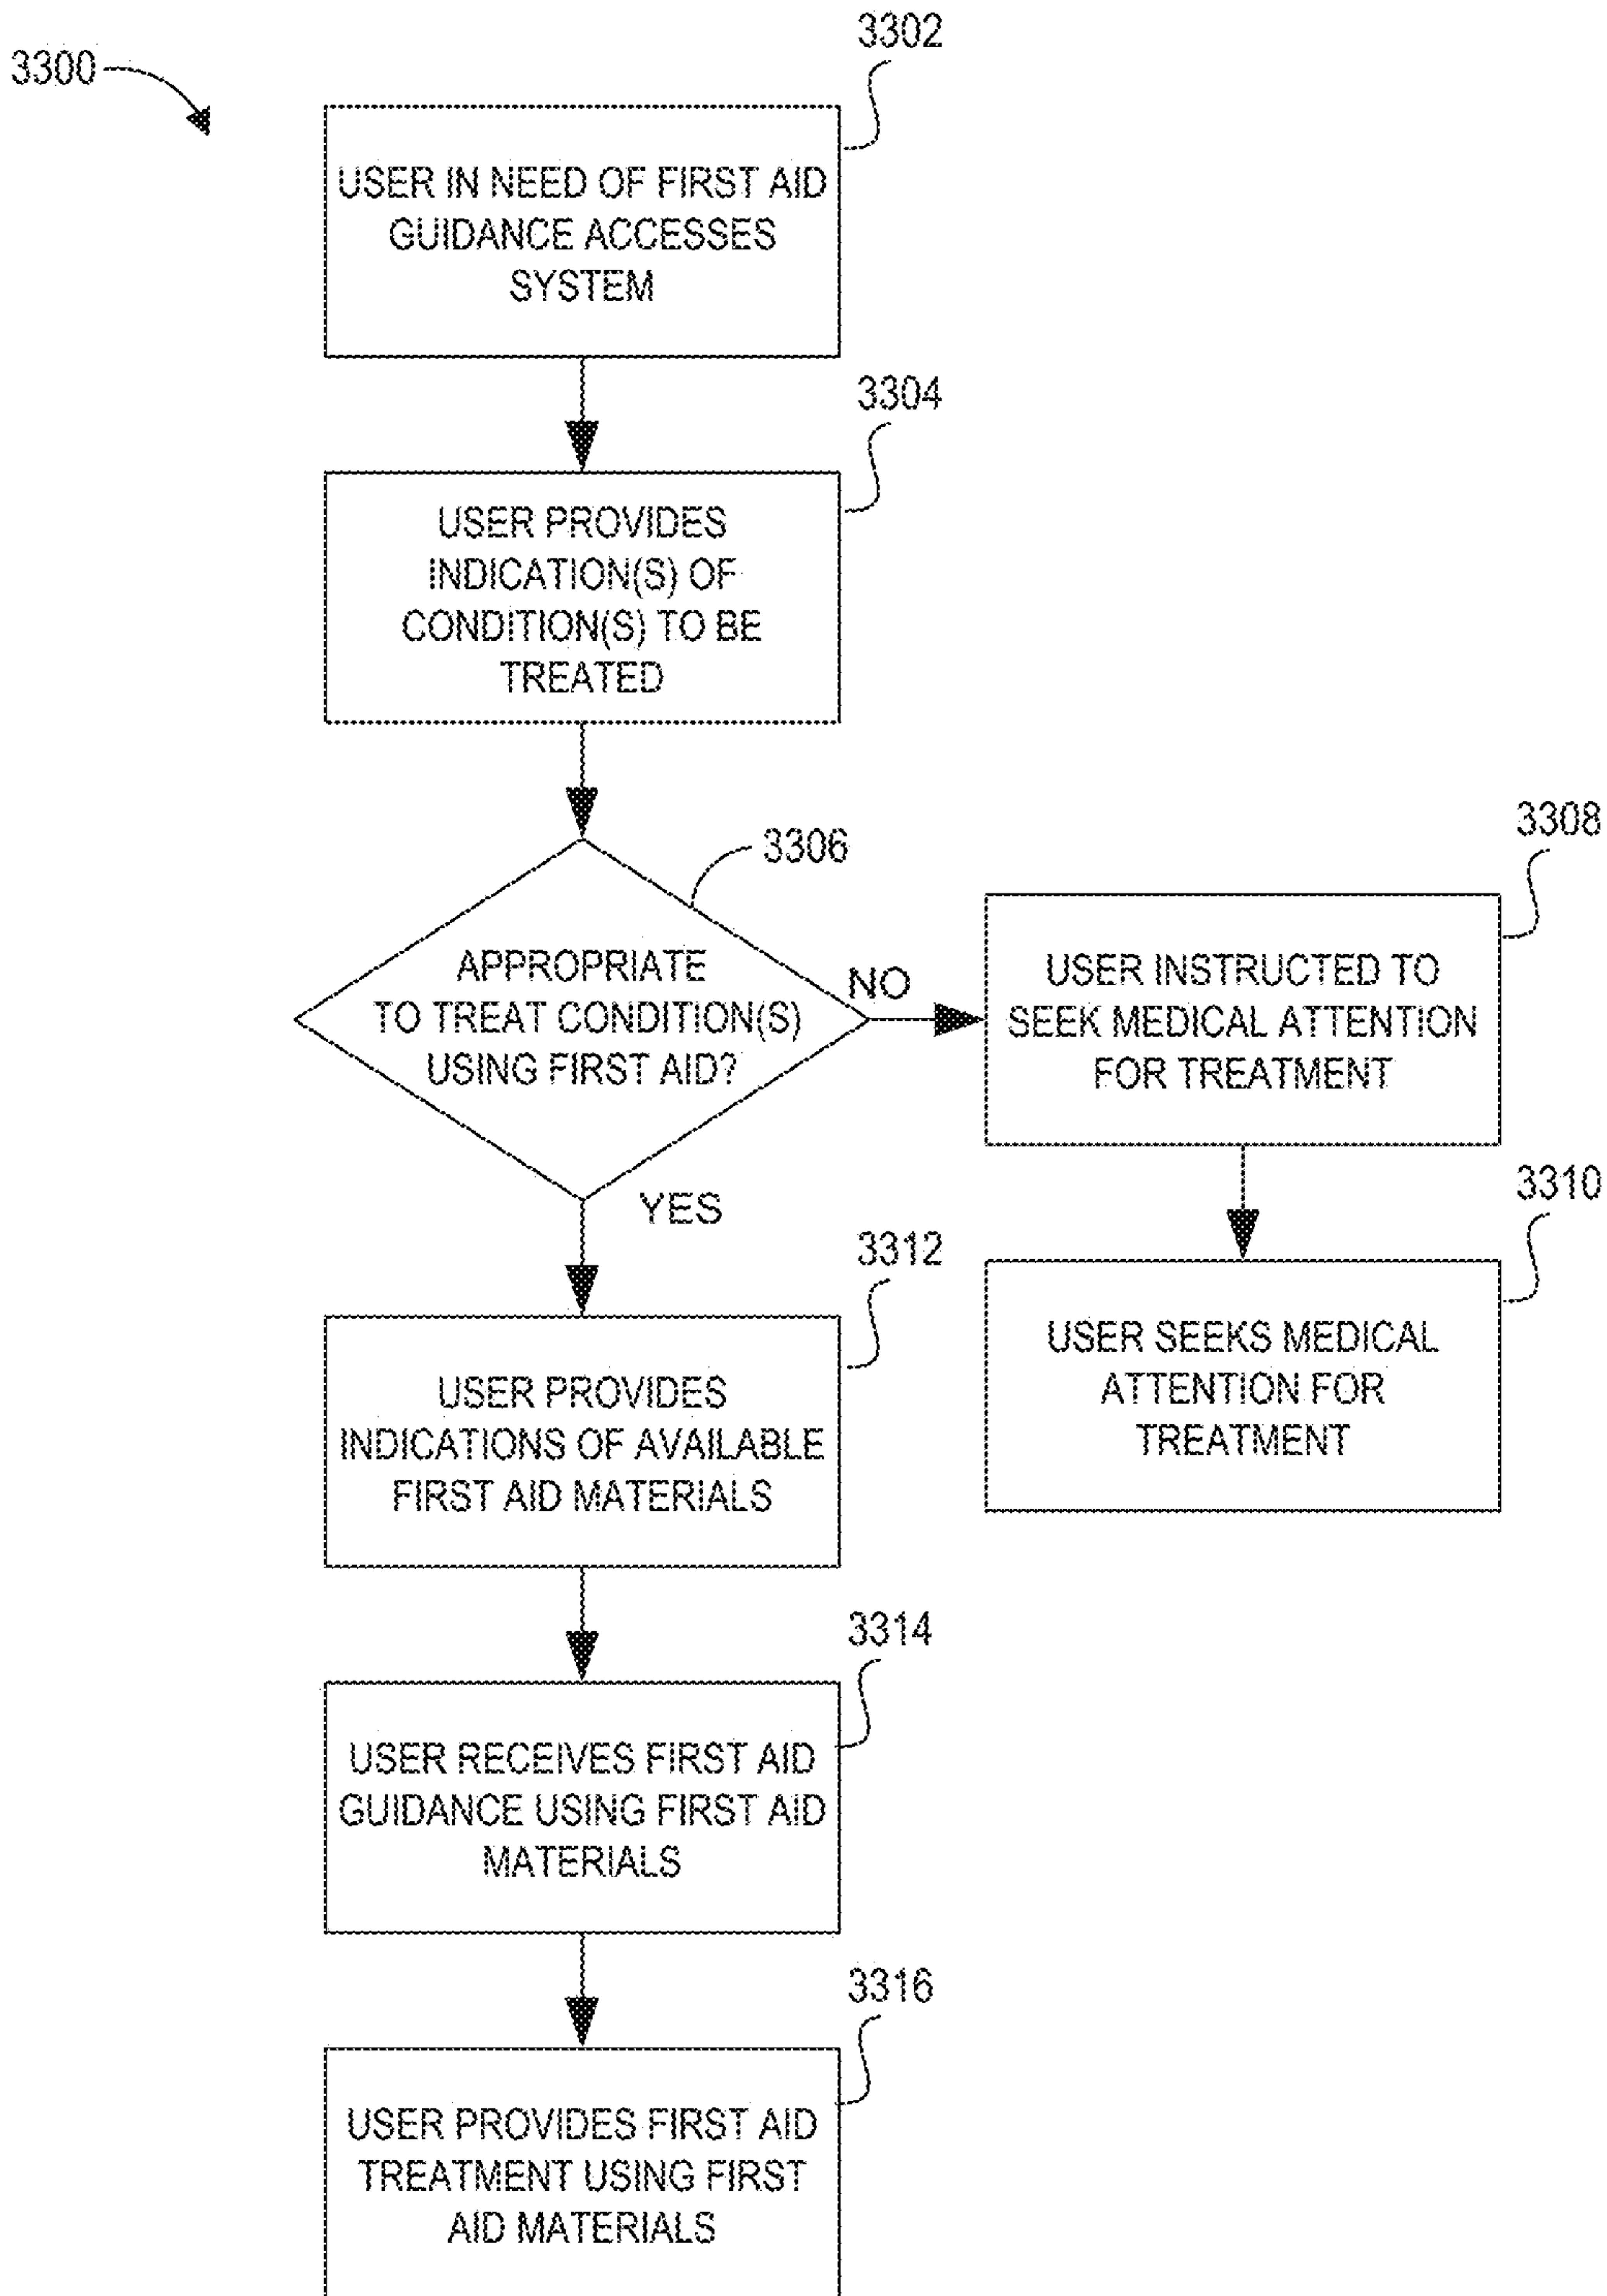 3300
3302
USER IN NEED OF FIRST AID
GUIDANCE ACCESSES
SYSTEM
3304
USER PROVIDES
INDICATION(S) OF
CONDITION(S) TO BE
TREATED
3306
APPROPRIATE
TO TREAT CONDITION(S)
USING FIRST AID?
NO
YES
3308
USER INSTRUCTED TO
SEEK MEDICAL ATTENTION
FOR TREATMENT
3310
USER SEEKS MEDICAL
ATTENTION FOR
TREATMENT
3312
USER PROVIDES
INDICATIONS OF AVAILABLE
FIRST AID MATERIALS
3314
USER RECEIVES FIRST AID
GUIDANCE USING FIRST AID
MATERIALS
3316
USER PROVIDES FIRST AID
TREATMENT USING FIRST
AID MATERIALS